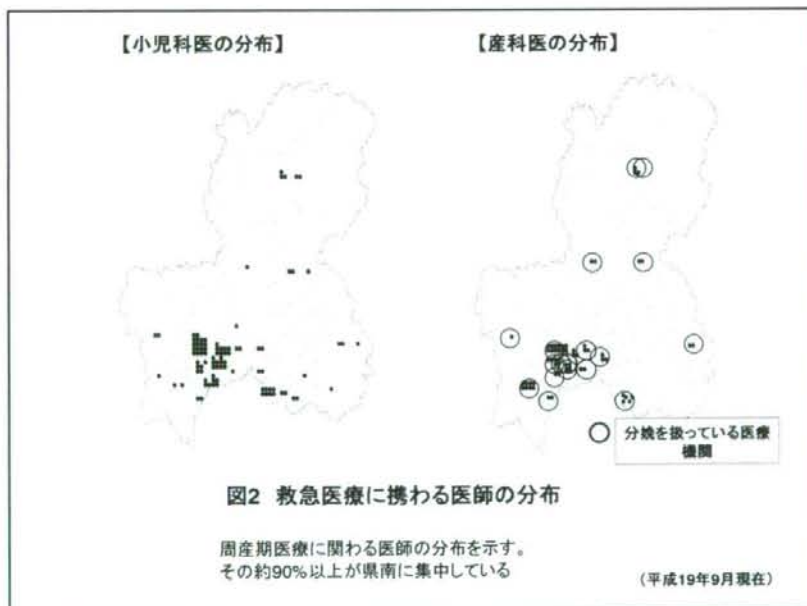 【小児科医の分布】
【産科医の分布】
分娩を扱っている医療
機関
図2 救急医療に携わる医師の分布
周産期医療に関わる医師の分布を示す。
その約90%以上が県南に集中している
(平成19年9月現在)